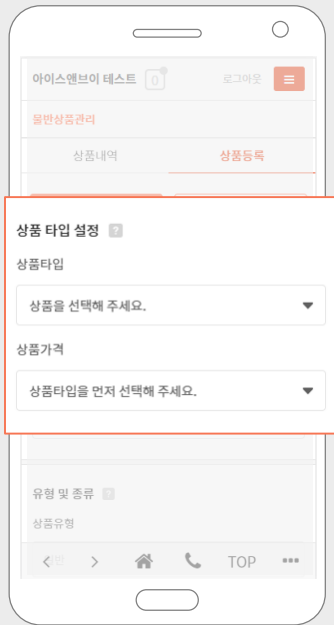 아이스앤브이 테스트 0 로그아웃
물반상품관리
상품내역 상품등록
상품 타입 설정 ?
상품타입
상품을 선택해 주세요.
상품가격
상품타입을 먼저 선택해 주세요.
유형 및 종류 ?
상품유형
TOP